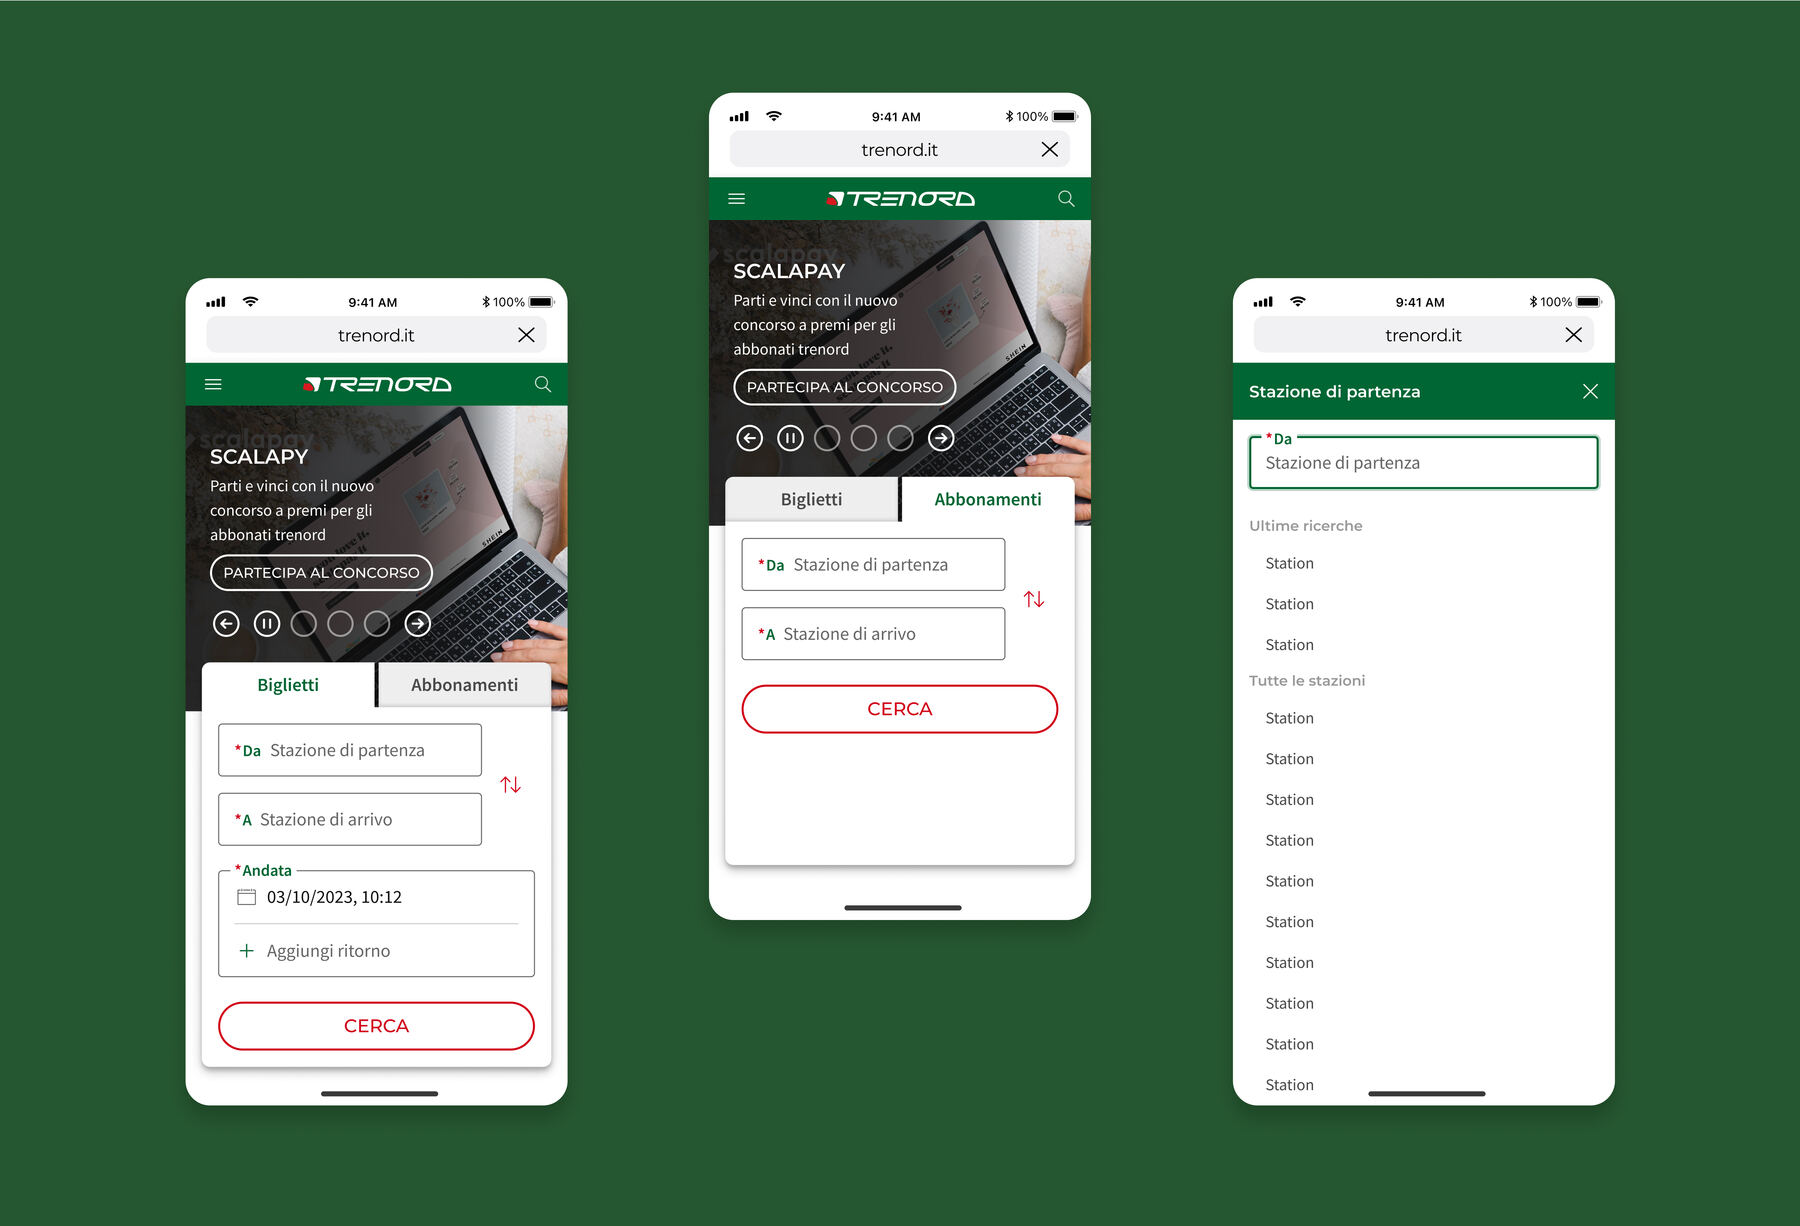 9:41 AM
100%
trenord.it
TRENORD
scalapay
SCALAPY
Parti e vinci con il nuovo
concorso a premi per gli
abbonati trenord
SHEIN
PARTECIPA AL CONCORSO
Biglietti
Abbonamenti
*Da Stazione di partenza
*A Stazione di arrivo
*Andata
03/10/2023, 10:12
Aggiungi ritorno
CERCA
9:41 AM
100%
trenord.it
TRENORD
scalapay
SCALAPAY
Parti e vinci con il nuovo
concorso a premi per gli
abbonati trenord
SHEIN
PARTECIPA AL CONCORSO
Biglietti
Abbonamenti
*Da Stazione di partenza
*A Stazione di arrivo
CERCA
9:41 AM
100%
trenord.it
Stazione di partenza
*Da
Stazione di partenza
Ultime ricerche
Station
Station
Station
Tutte le stazioni
Station
Station
Station
Station
Station
Station
Station
Station
Station
Station